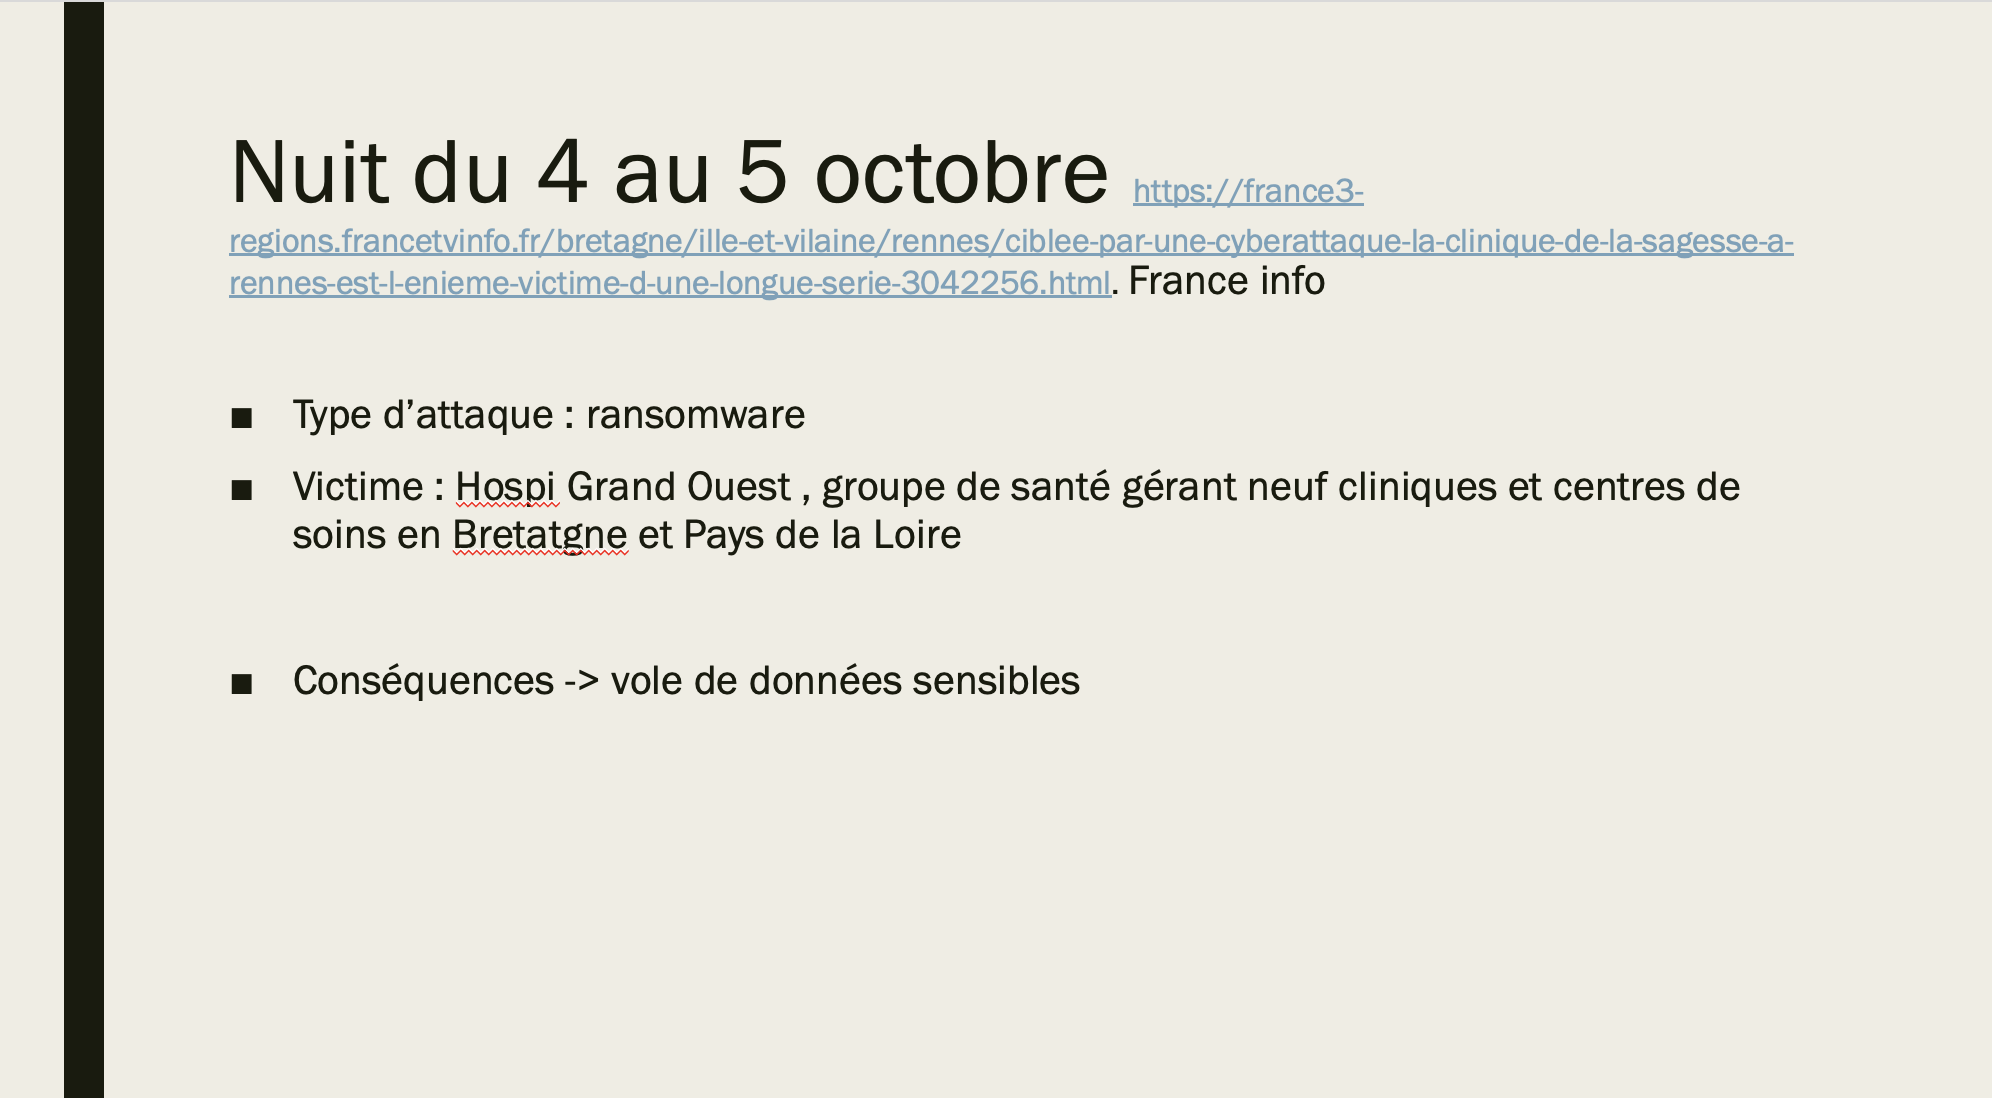 Nuit du 4 au 5 octobre https://france3-
regions.francetvinfo.fr/bretagne/ille-et-vilaine/rennes/ciblee-par-une-cyberattaque-la-clinique-de-la-sagesse-a-
rennes-est-l-enieme-victime-d-une-longue-serie-3042256.html. France info
■ Type d’attaque : ransomware
■ Victime : Hospi Grand Ouest , groupe de santé gérant neuf cliniques et centres de
soins en Bretatgne et Pays de la Loire
■ Conséquences -> vole de données sensibles